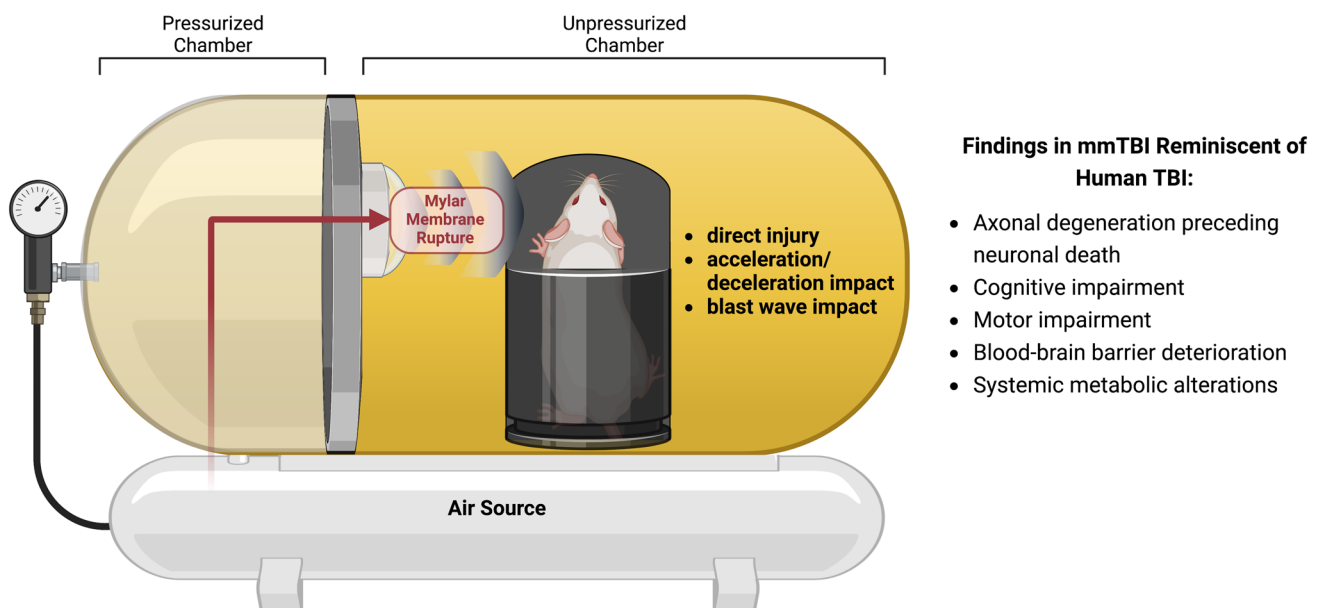 Pressurized
Chamber
Unpressurized
Chamber
Mylar
Membrane
Rupture
• direct injury
• acceleration/
deceleration impact
• blast wave impact
Air Source
Findings in mmTBI Reminiscent of
Human TBI:
• Axonal degeneration preceding
neuronal death
• Cognitive impairment
• Motor impairment
• Blood-brain barrier deterioration
• Systemic metabolic alterations